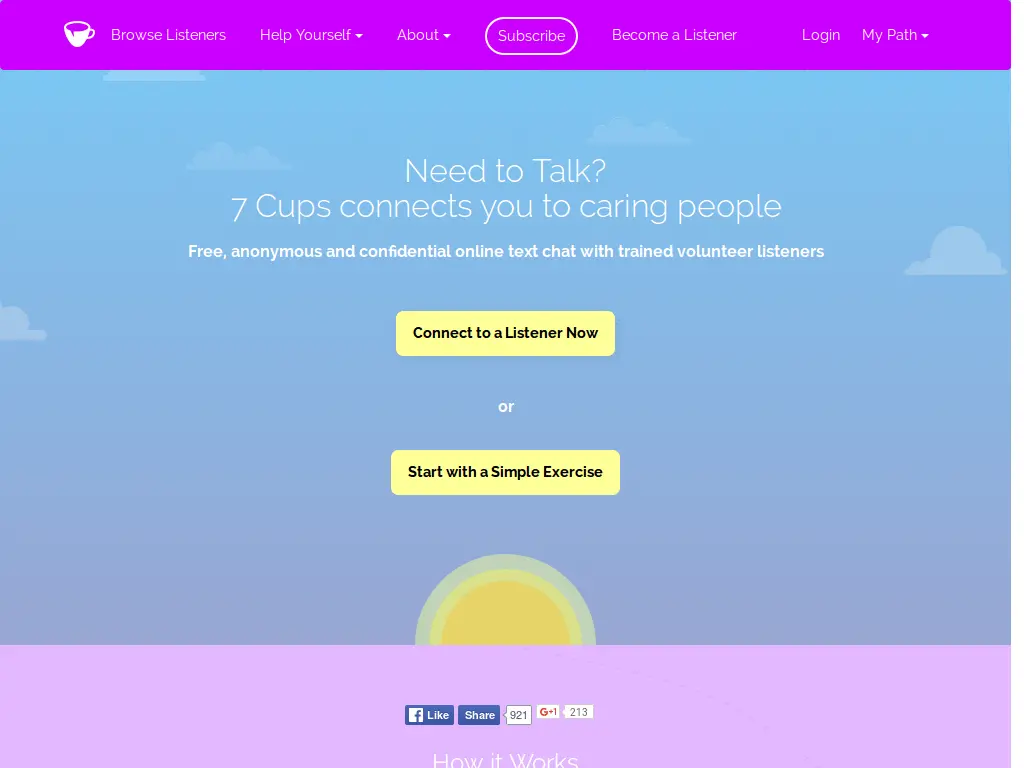 Browse Listeners
Help Yourself
About
Subscribe
Become a Listener
Login
My Path
Need to Talk?
7 Cups connects you to caring people
Free, anonymous and confidential online text chat with trained volunteer listeners
Connect to a Listener Now
or
Start with a Simple Exercise
Like
Share
921
G+1
213
How it Works